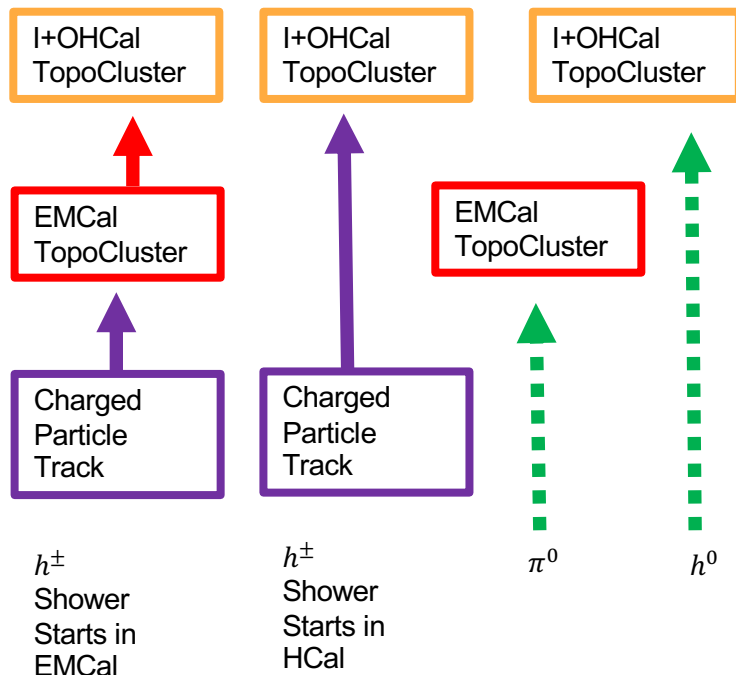 I+OHCal
TopoCluster
I+OHCal
TopoCluster
I+OHCal
TopoCluster
EMCal
TopoCluster
EMCal
TopoCluster
Charged
Particle
Track
Charged
Particle
Track
h±
Shower
Starts in
EMCal
h±
Shower
Starts in
HCal
π⁰
h⁰